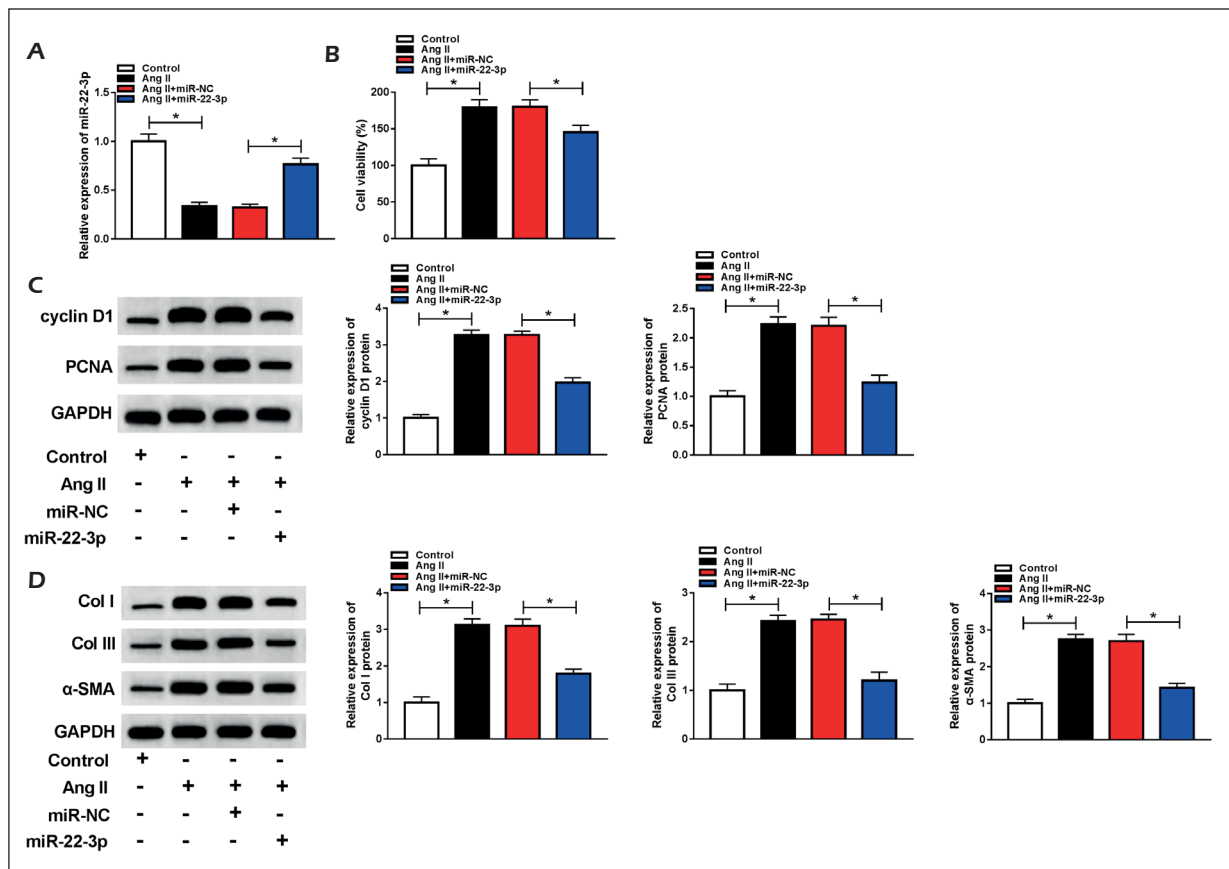 A
Control
Ang II
Ang II+miR-NC
Ang II+miR-22-3p
Relative expression of miR-22-3p
1.0
0.5
0.0
*
*
B
Control
Ang II
Ang II+miR-NC
Ang II+miR-22-3p
Cell viability (%)
200
150
100
50
0
*
*
C
cyclin D1
PCNA
GAPDH
Control + - - -
Ang II - + + +
miR-NC - - + -
miR-22-3p - - - +
Control
Ang II
Ang II+miR-NC
Ang II+miR-22-3p
Relative expression of
cyclin D1 protein
4
3
2
1
0
*
*
Control
Ang II
Ang II+miR-NC
Ang II+miR-22-3p
Relative expression of
PCNA protein
2.5
2.0
1.5
1.0
0.5
0.0
*
*
D
Col I
Col III
α-SMA
GAPDH
Control + - - -
Ang II - + + +
miR-NC - - + -
miR-22-3p - - - +
Control
Ang II
Ang II+miR-NC
Ang II+miR-22-3p
Relative expression of
Col I protein
4
3
2
1
0
*
*
Control
Ang II
Ang II+miR-NC
Ang II+miR-22-3p
Relative expression of
Col III protein
3
2
1
0
*
*
Control
Ang II
Ang II+miR-NC
Ang II+miR-22-3p
Relative expression of
α-SMA protein
4
3
2
1
0
*
*